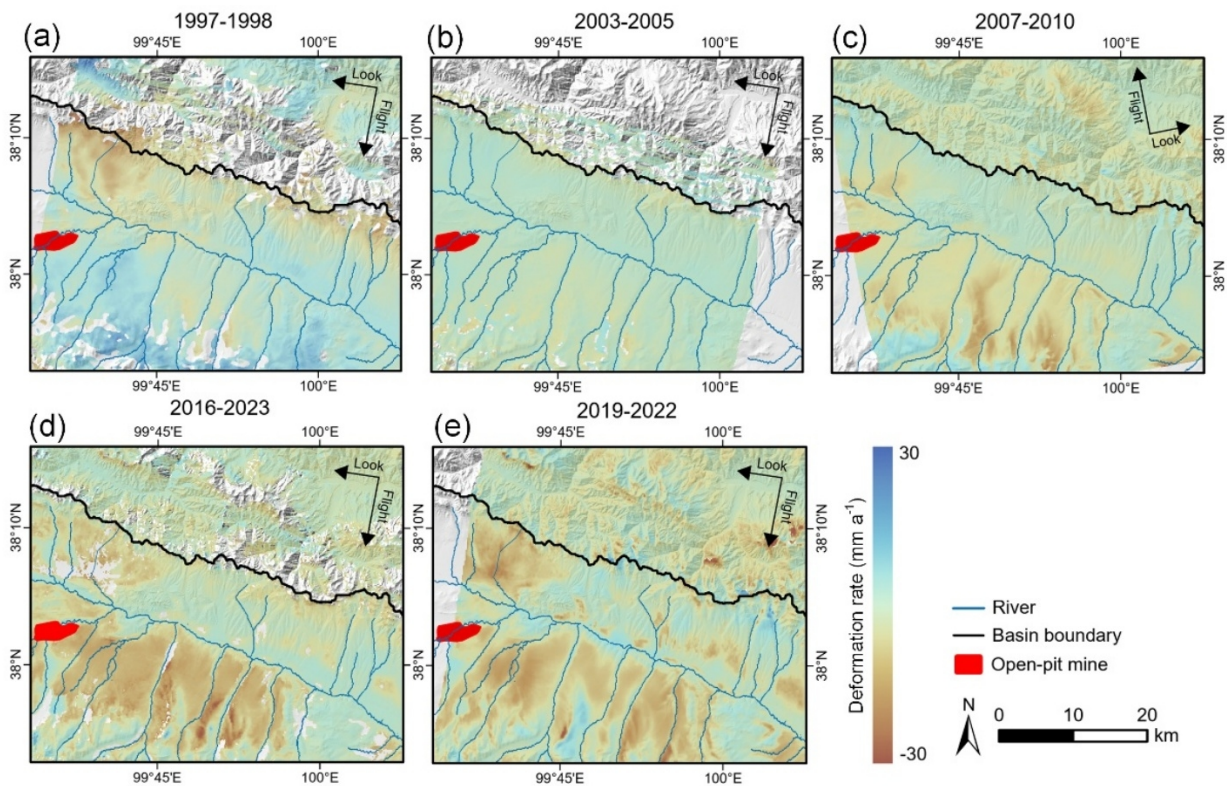 1997-1998
(a)
99°45'E
100°E
38°10'N
38°N
Look
Flight
99°45'E
100°E
2003-2005
(b)
99°45'E
100°E
38°10'N
38°N
Look
Flight
99°45'E
100°E
2007-2010
(c)
99°45'E
100°E
38°10'N
38°N
Flight
Look
99°45'E
100°E
2016-2023
(d)
99°45'E
100°E
38°10'N
38°N
Look
Flight
99°45'E
100°E
2019-2022
(e)
99°45'E
100°E
38°10'N
38°N
Look
Flight
99°45'E
100°E
Deformation rate (mm a⁻¹)
30
-30
River
Basin boundary
Open-pit mine
N
0 10 20
km